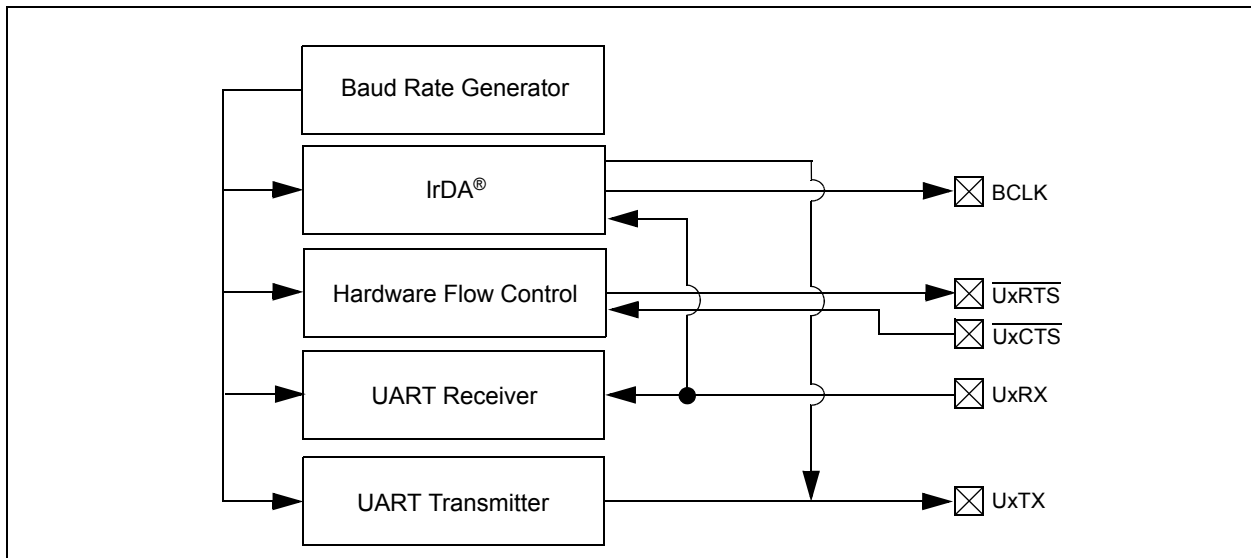 Baud Rate Generator
IrDA®
BCLK
Hardware Flow Control
UxRTS
UxCTS
UART Receiver
UxRX
UART Transmitter
UxTX